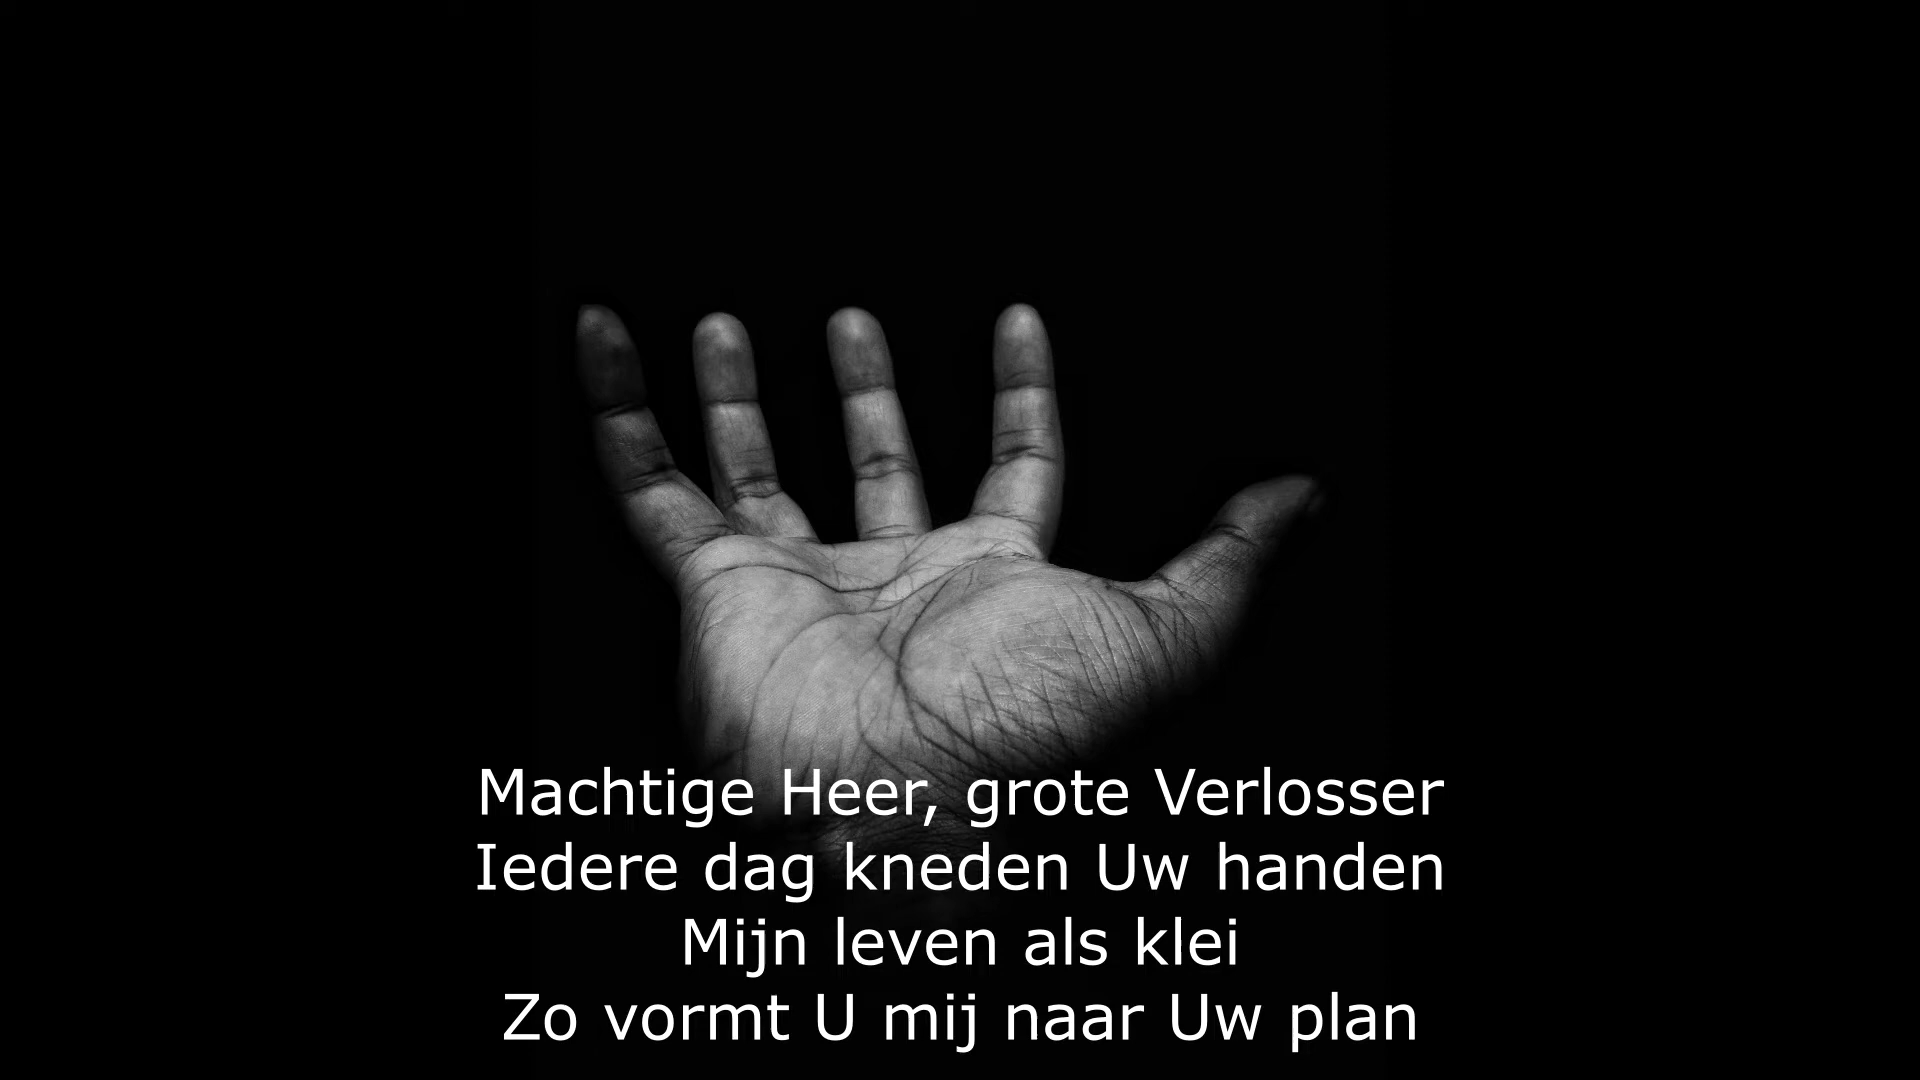 Machtige Heer, grote Verlosser
Iedere dag kneden Uw handen
Mijn leven als klei
Zo vormt U mij naar Uw plan